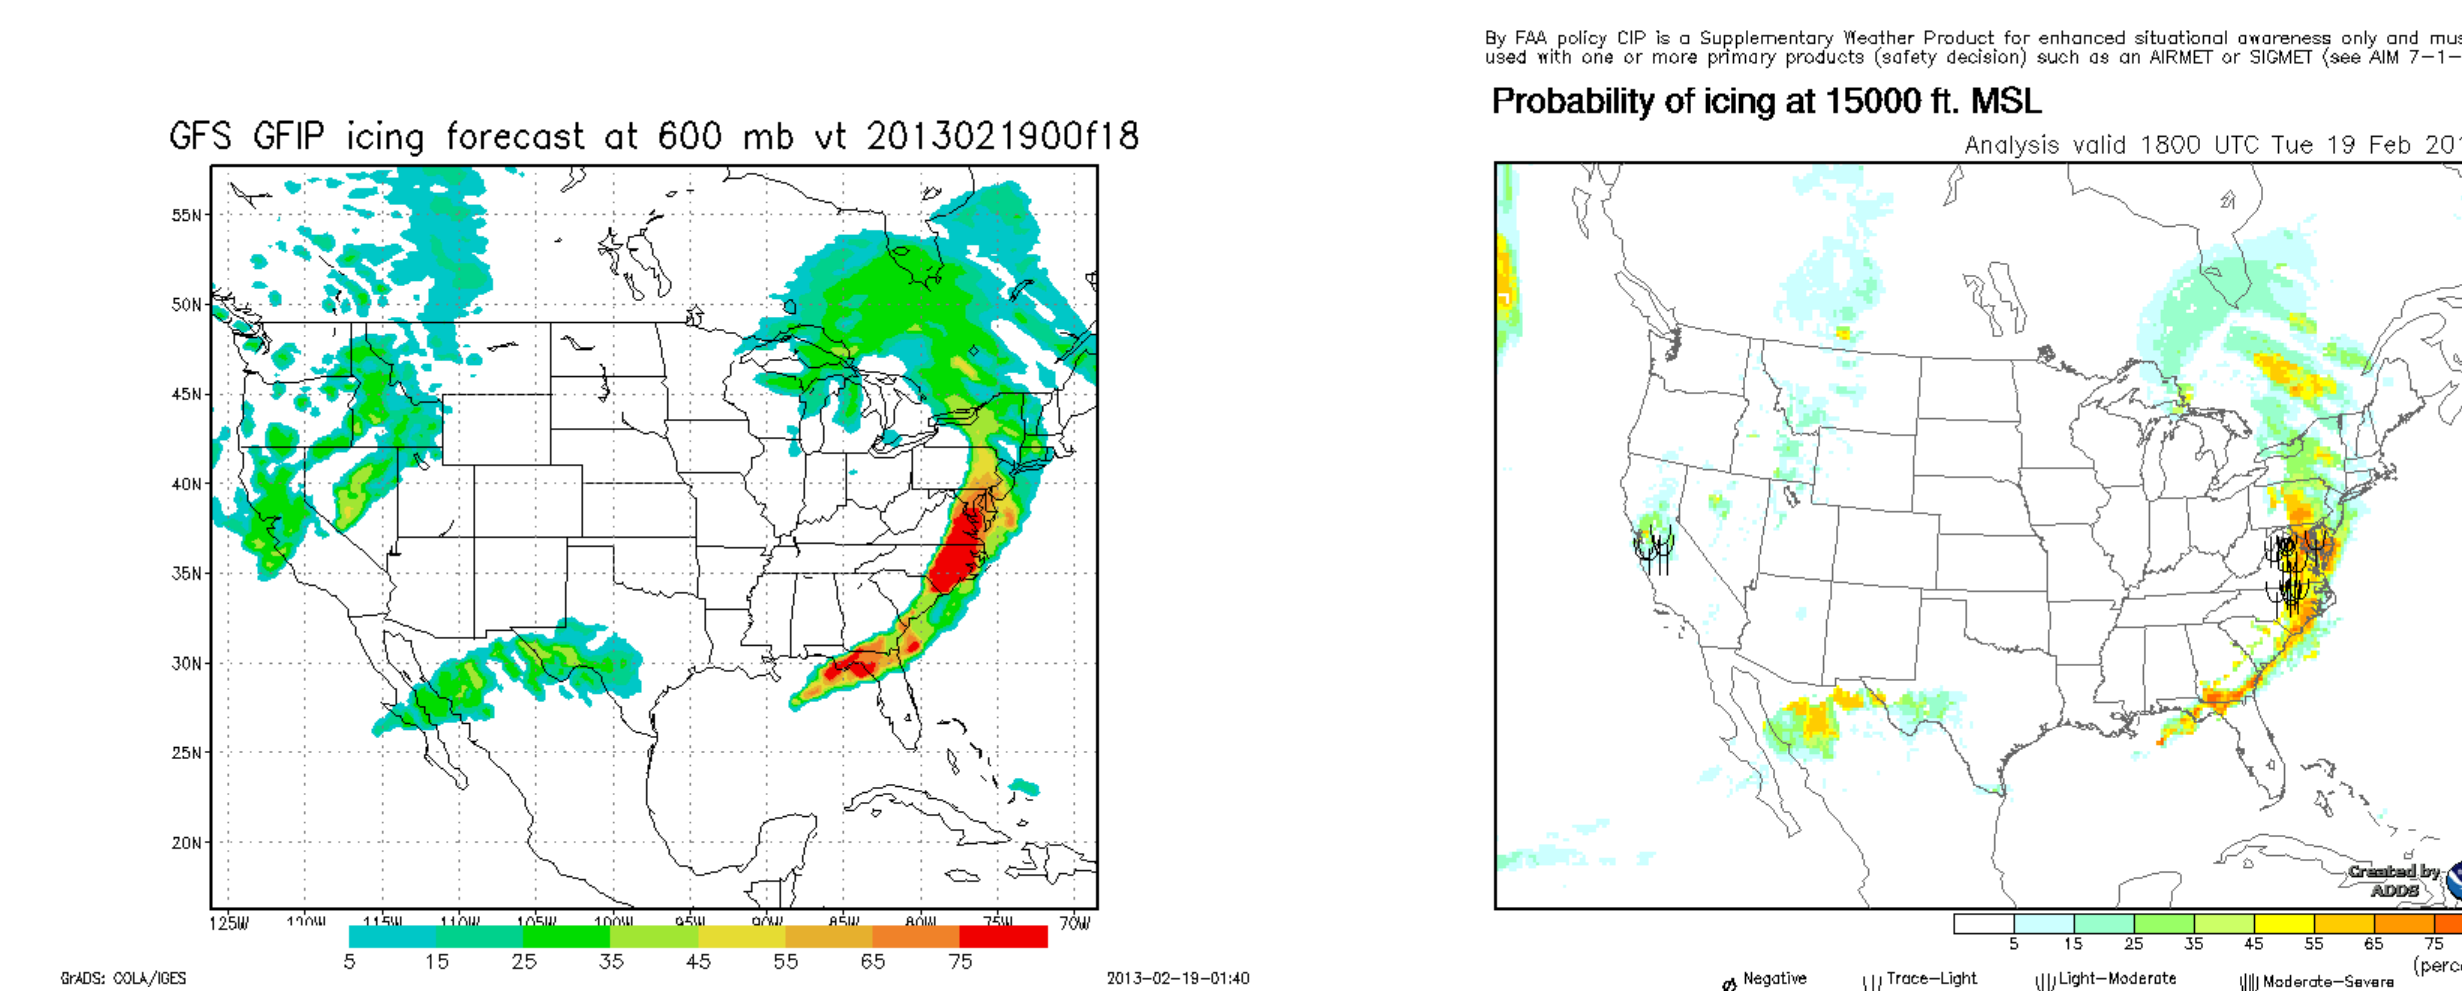 By FAA policy CIP is a Supplementary Weather Product for enhanced situational awareness only and mus
used with one or more primary products (safety decision) such as an AIRMET or SIGMET (see AIM 7-1-
Probability of icing at 15000 ft. MSL
GFS GFIP icing forecast at 600 mb vt 2013021900f18
Analysis valid 1800 UTC Tue 19 Feb 201
55N
50N
45N
40N
35N
30N
25N
20N
125W 120W 115W 110W 105W 100W 95W 90W 85W 80W 75W 70W
5 15 25 35 45 55 65 75
GrADS: COLA/IGES
2013-02-19-01:40
Created by
ADDS
5 15 25 35 45 55 65 75
(perc
Negative Trace-Light Light-Moderate Moderate-Severe